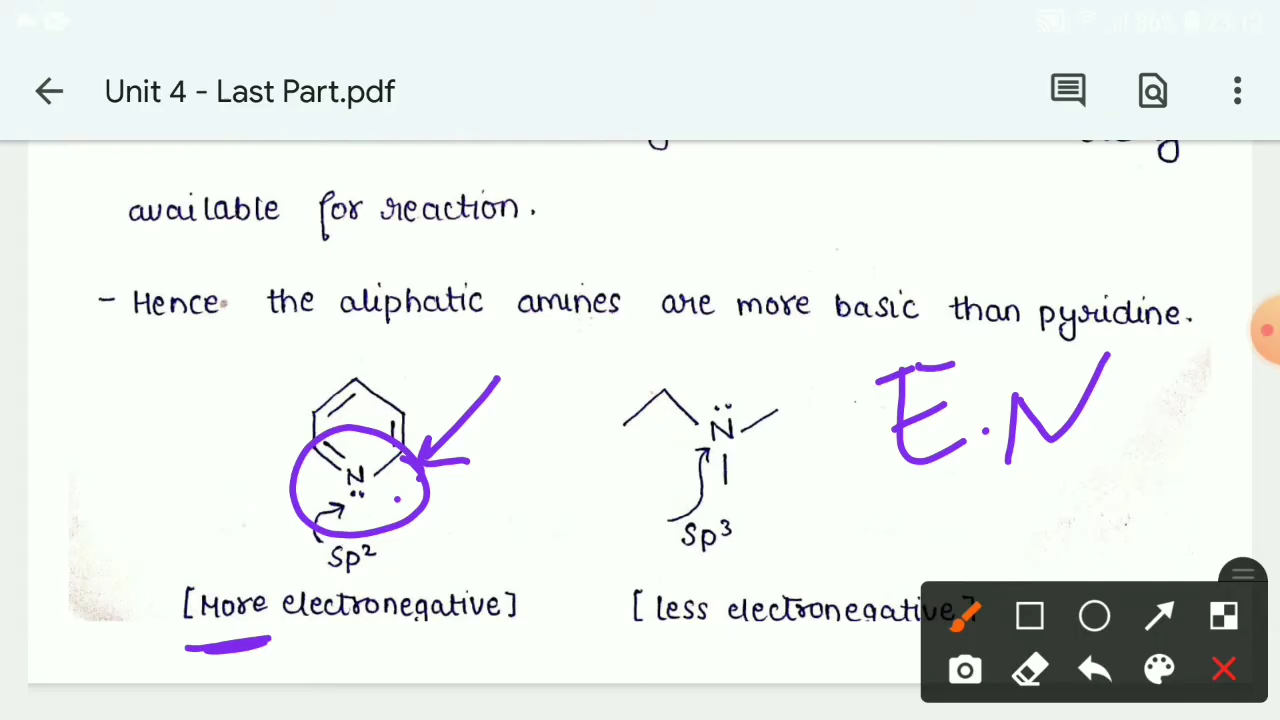 Unit 4 - Last Part.pdf
available for reaction.
- Hence the aliphatic amines are more basic than pyridine.
E.N
N
N
Sp²
Sp³
[More electronegative]
[less electronegative]